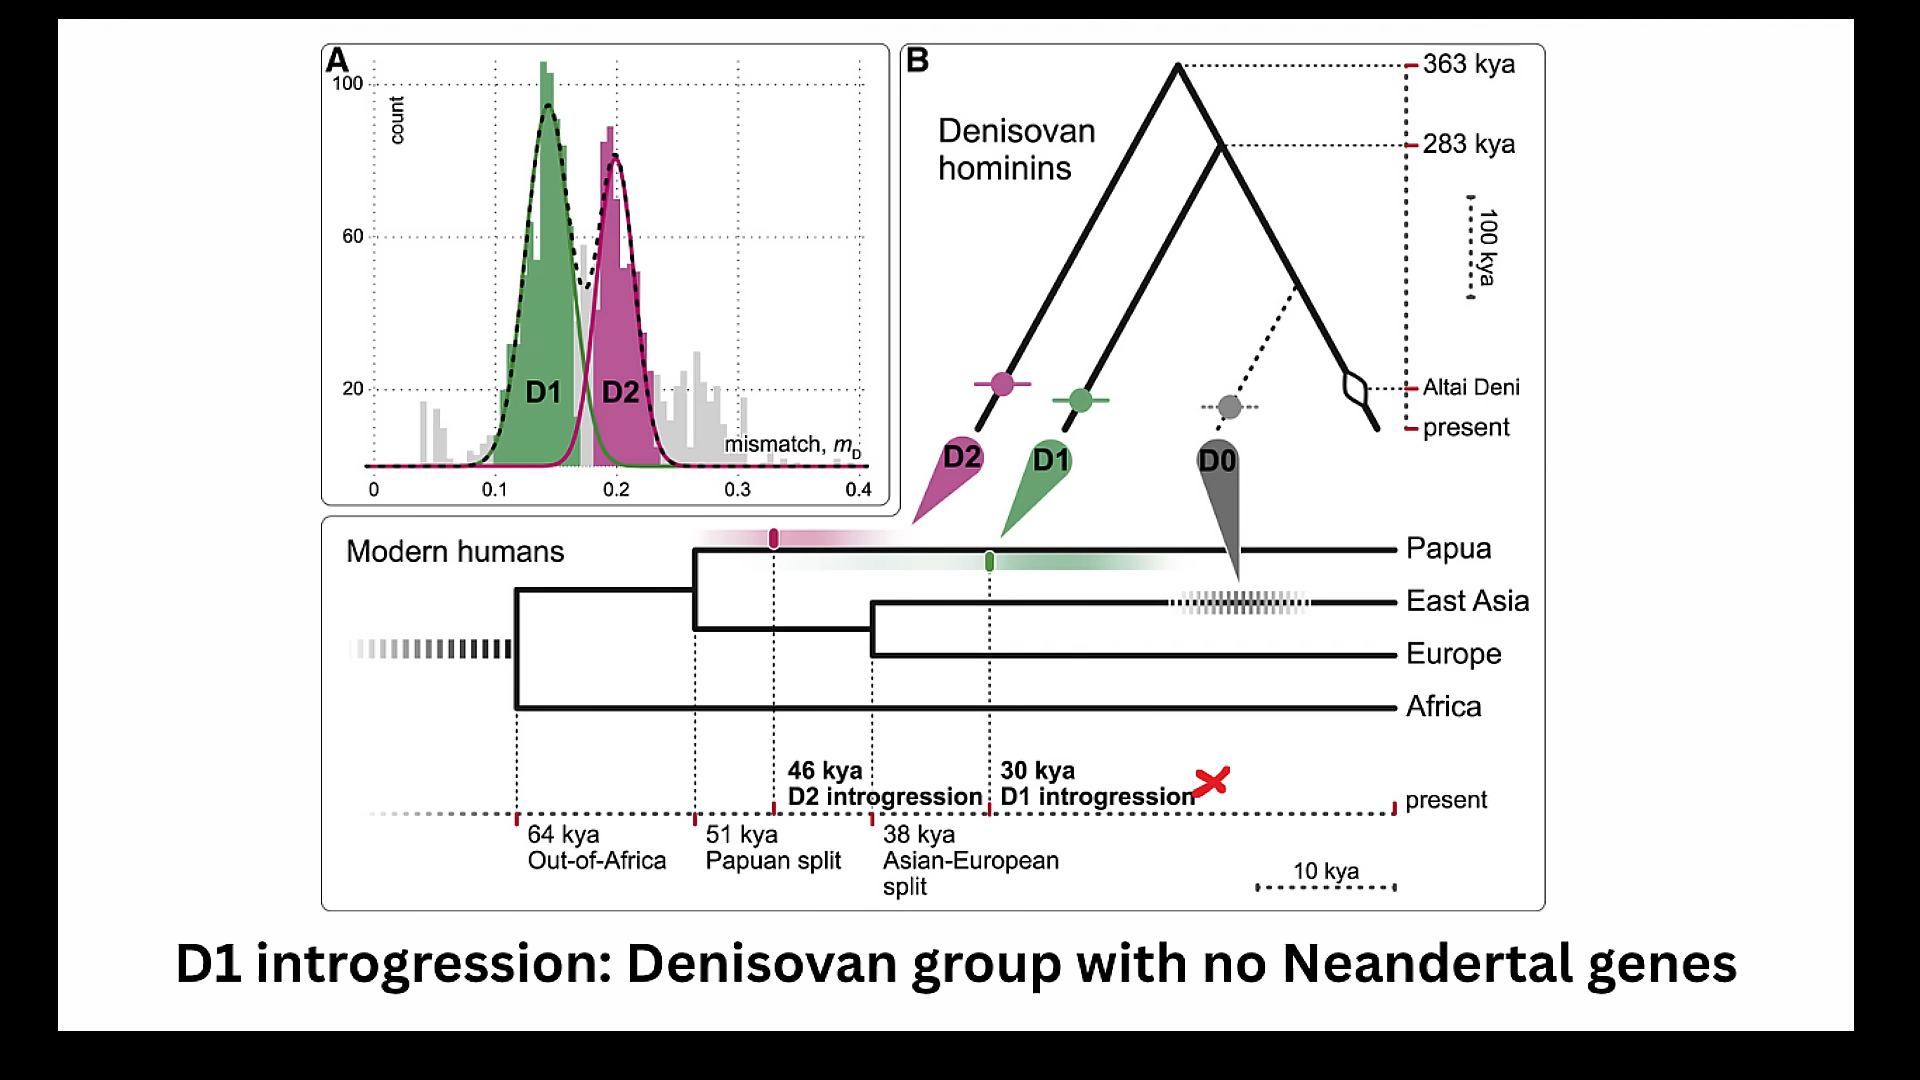 A
100
60
20
count
D1
D2
mismatch, mD
0
0.1
0.2
0.3
0.4
B
Denisovan
hominins
363 kya
283 kya
100 kya
Altai Deni
present
D2
D1
D0
Modern humans
Papua
East Asia
Europe
Africa
46 kya
D2 introgression
30 kya
D1 introgression
present
64 kya
Out-of-Africa
51 kya
Papuan split
38 kya
Asian-European
split
10 kya
D1 introgression: Denisovan group with no Neandertal genes